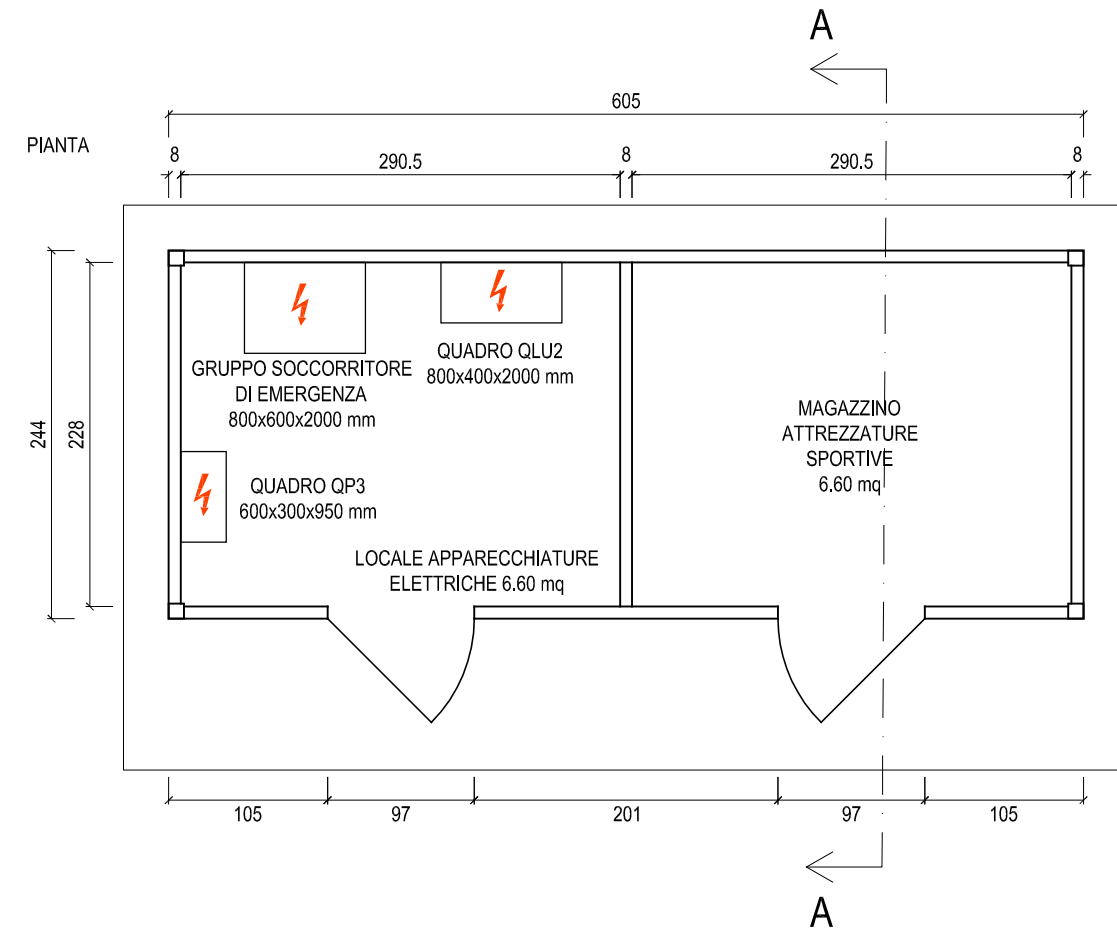 A
605
PIANTA
8
290.5
8
290.5
8
GRUPPO SOCCORRITORE
DI EMERGENZA
800x600x2000 mm
QUADRO QLU2
800x400x2000 mm
MAGAZZINO
ATTREZZATURE
SPORTIVE
6.60 mq
244
228
QUADRO QP3
600x300x950 mm
LOCALE APPARECCHIATURE
ELETTRICHE 6.60 mq
105
97
201
97
105
A